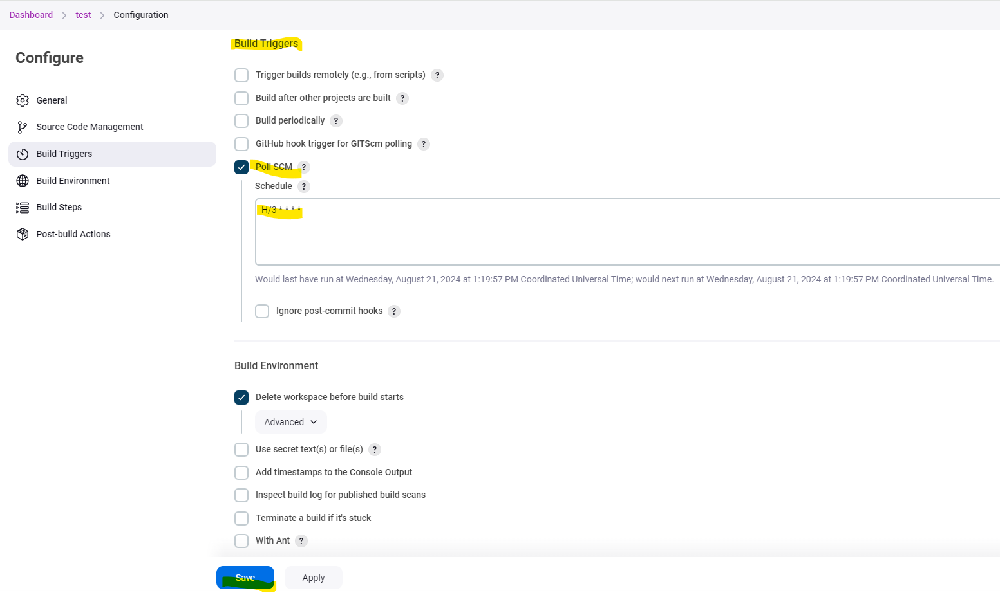 Dashboard > test > Configuration
Configure
General
Source Code Management
Build Triggers
Build Environment
Build Steps
Post-build Actions
Build Triggers
Trigger builds remotely (e.g., from scripts) ?
Build after other projects are built ?
Build periodically ?
GitHub hook trigger for GITScm polling ?
Poll SCM ?
Schedule ?
H/3 * * * *
Would last have run at Wednesday, August 21, 2024 at 1:19:57 PM Coordinated Universal Time; would next run at Wednesday, August 21, 2024 at 1:19:57 PM Coordinated Universal Time.
Ignore post-commit hooks ?
Build Environment
Delete workspace before build starts
Advanced
Use secret text(s) or file(s) ?
Add timestamps to the Console Output
Inspect build log for published build scans
Terminate a build if it's stuck
With Ant ?
Save Apply